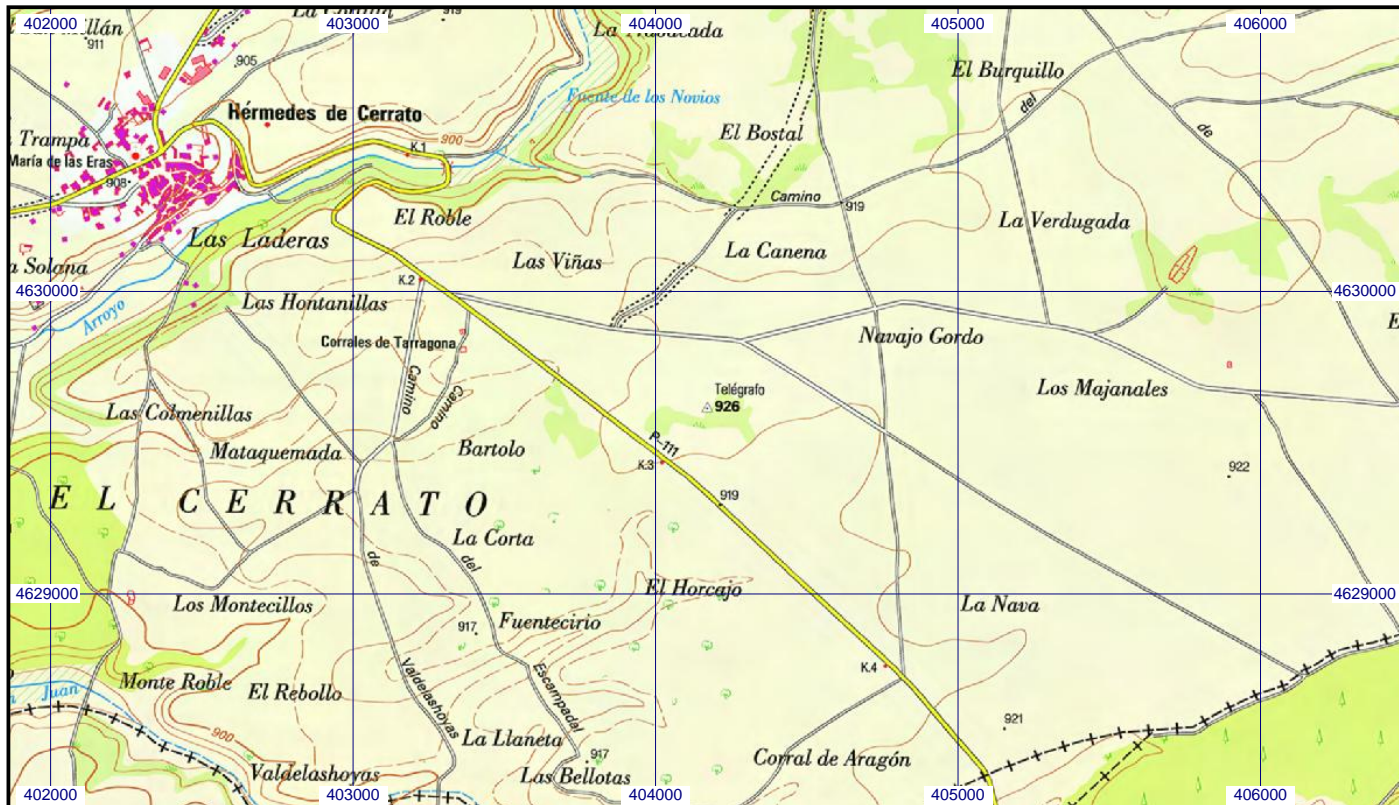 402000
403000
404000
405000
406000
911
919
905
El Burquillo
del
Fuente de los Novios
Hérmedes de Cerrato
900
K.1
El Bostal
de
Trampa
María de las Eras
908
Camino
919
El Roble
La Verdugada
Las Laderas
La Canena
Las Viñas
Solana
K.2
4630000
4630000
Las Hontanillas
Arroyo
Corrales de Tarragona
Navajo Gordo
Camino
Camino
Telégrafo
926
Los Majanales
Las Colmenillas
P-111
Mataquemada
Bartolo
K.3
922
EL CERRATO
919
La Corta
de
del
El Horcajo
4629000
4629000
Los Montecillos
La Nava
Fuentecirio
917
K.4
Monte Roble
El Rebollo
Juan
Valdelashoyas
Escampadal
900
921
La Llaneta
917
Corral de Aragón
Valdelashoyas
Las Bellotas
402000
403000
404000
405000
406000